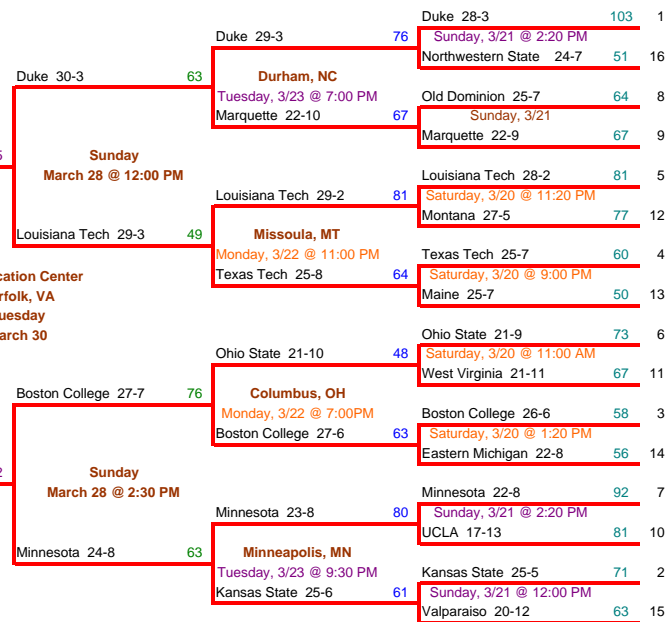 Duke 28-3 103 1
Duke 29-3 76 Sunday, 3/21 @ 2:20 PM
Northwestern State 24-7 51 16
Duke 30-3 63 Durham, NC
Tuesday, 3/23 @ 7:00 PM Old Dominion 25-7 64 8
Marquette 22-10 67 Sunday, 3/21
Marquette 22-9 67 9
Sunday
March 28 @ 12:00 PM Louisiana Tech 28-2 81 5
Louisiana Tech 29-2 81 Saturday, 3/20 @ 11:20 PM
Montana 27-5 77 12
Louisiana Tech 29-3 49 Missoula, MT
Monday, 3/22 @ 11:00 PM Texas Tech 25-7 60 4
Texas Tech 25-8 64 Saturday, 3/20 @ 9:00 PM
Maine 25-7 50 13
cation Center
rfolk, VA
uesday
arch 30
Ohio State 21-9 73 6
Ohio State 21-10 48 Saturday, 3/20 @ 11:00 AM
West Virginia 21-11 67 11
Boston College 27-7 76 Columbus, OH
Monday, 3/22 @ 7:00PM Boston College 26-6 58 3
Boston College 27-6 63 Saturday, 3/20 @ 1:20 PM
Eastern Michigan 22-8 56 14
2 Sunday
March 28 @ 2:30 PM Minnesota 22-8 92 7
Minnesota 23-8 80 Sunday, 3/21 @ 2:20 PM
UCLA 17-13 81 10
Minnesota 24-8 63 Minneapolis, MN
Tuesday, 3/23 @ 9:30 PM Kansas State 25-5 71 2
Kansas State 25-6 61 Sunday, 3/21 @ 12:00 PM
Valparaiso 20-12 63 15